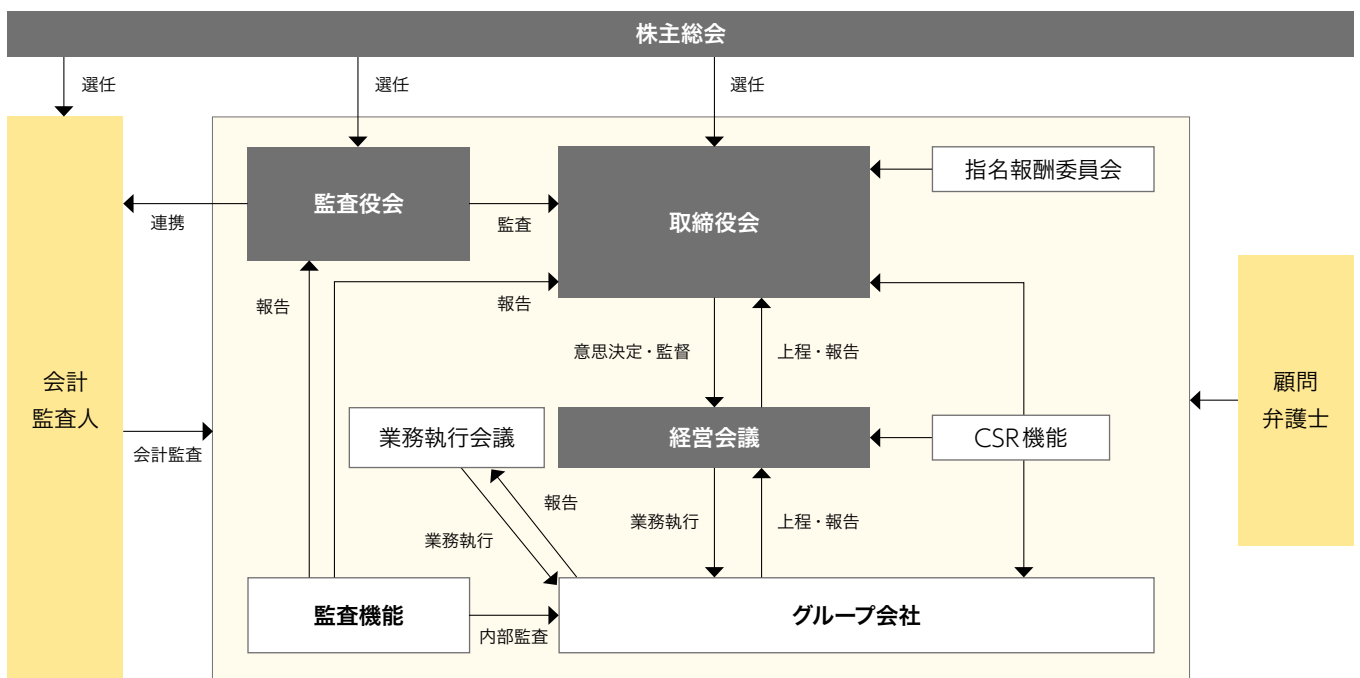 株主総会
選任
選任
選任
指名報酬委員会
監査役会
取締役会
連携
監査
報告
報告
意思決定・監督
上程・報告
会計
監査人
顧問
弁護士
業務執行会議
経営会議
CSR機能
会計監査
報告
業務執行
上程・報告
業務執行
監査機能
内部監査
グループ会社